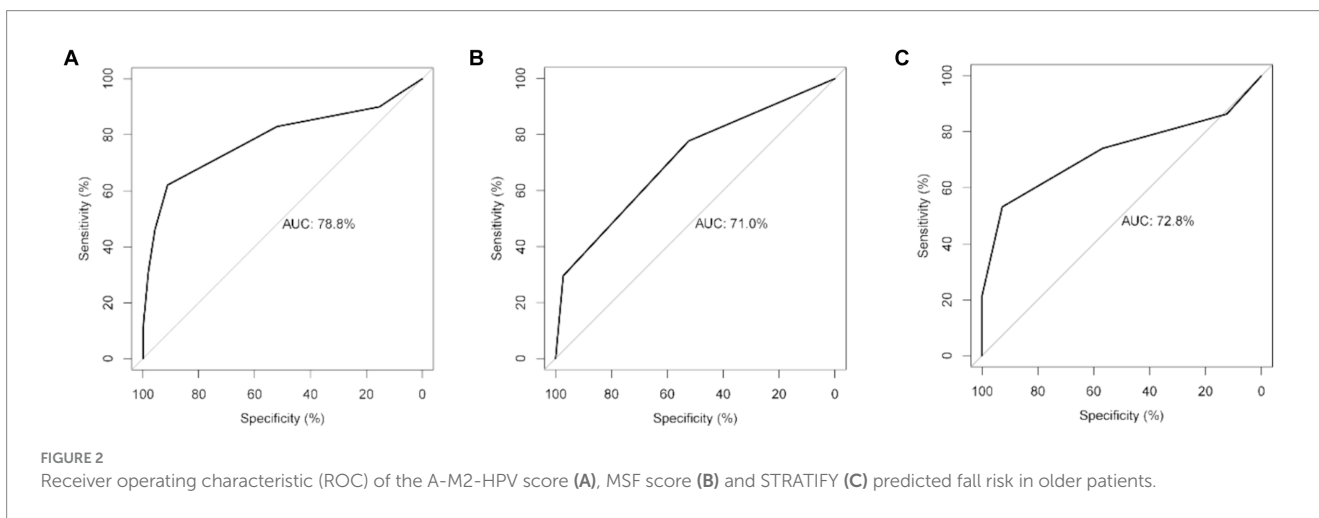 A
100
80
60
40
20
0
Sensitivity (%)
AUC: 78.8%
100 80 60 40 20 0
Specificity (%)
B
100
80
60
40
20
0
Sensitivity (%)
AUC: 71.0%
100 80 60 40 20 0
Specificity (%)
C
100
80
60
40
20
0
Sensitivity (%)
AUC: 72.8%
100 80 60 40 20 0
Specificity (%)
FIGURE 2
Receiver operating characteristic (ROC) of the A-M2-HPV score (A), MSF score (B) and STRATIFY (C) predicted fall risk in older patients.